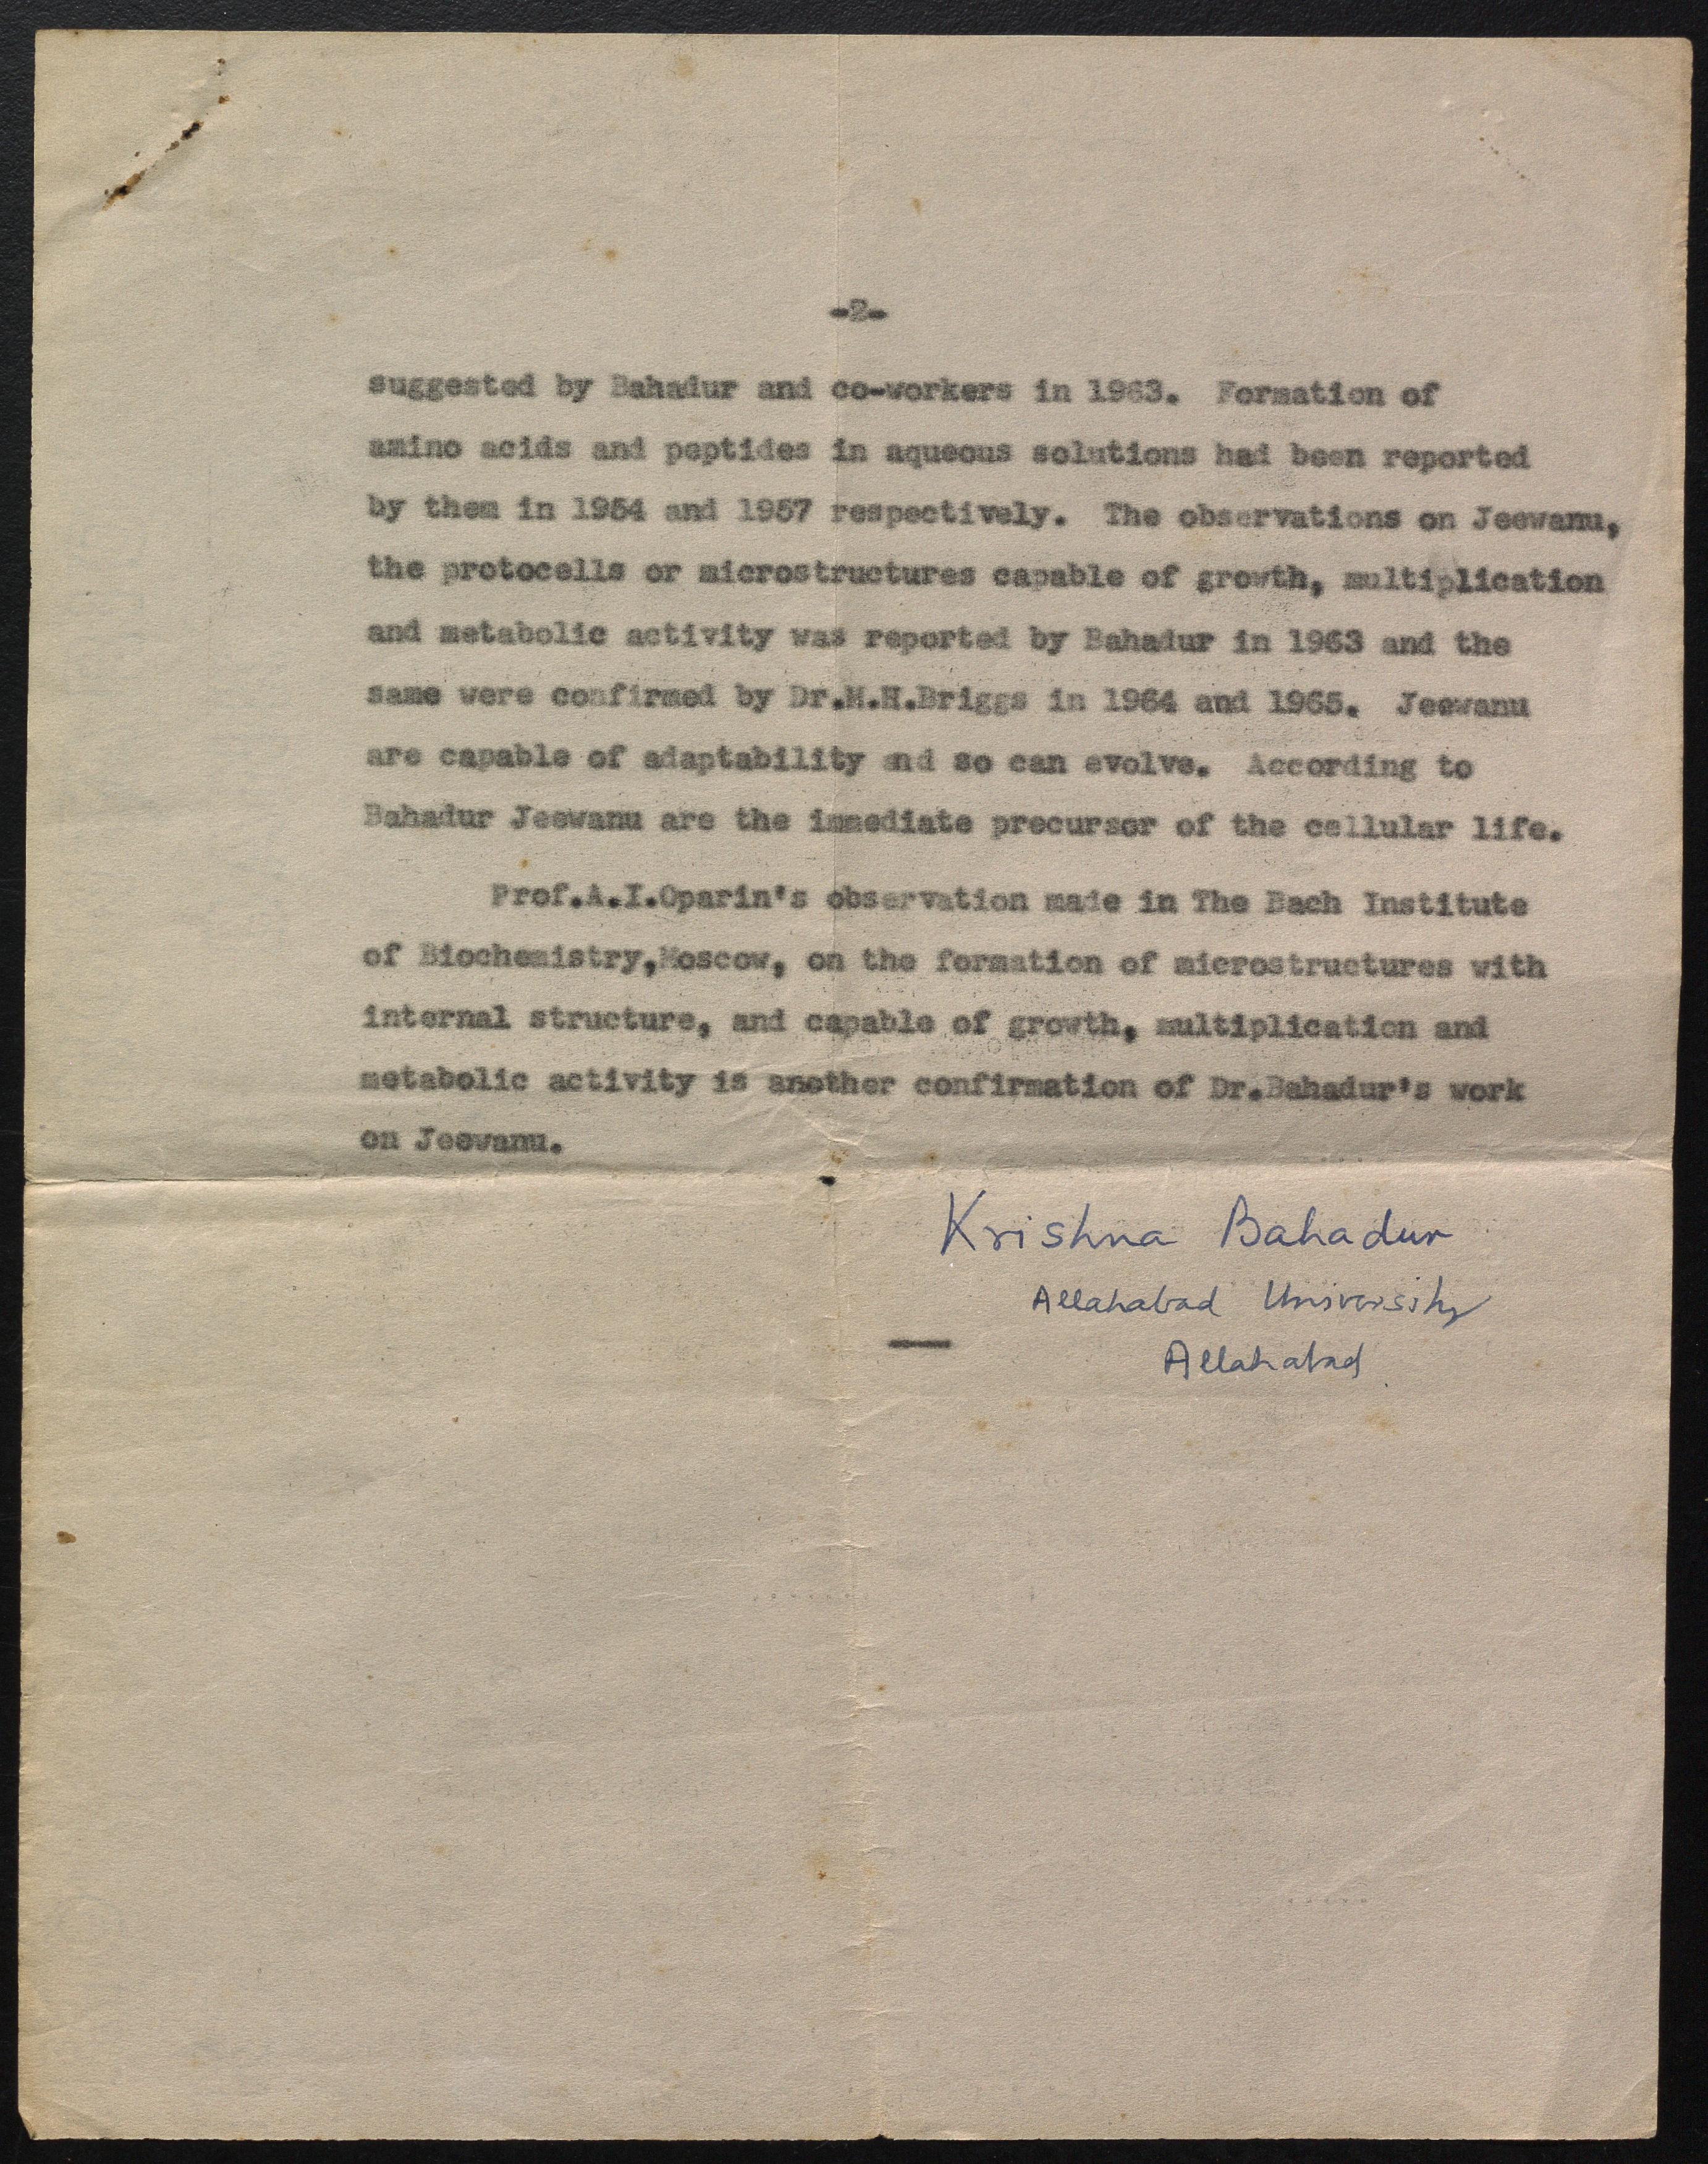 -2-
suggested by Bahadur and co-workers in 1963. Formation of
amino acids and peptides in aqueous solutions had been reported
by them in 1954 and 1957 respectively. The observations on Jeewanu,
the protocells or microstructures capable of growth, multiplication
and metabolic activity was reported by Bahadur in 1963 and the
same were confirmed by Dr.M.H.Briggs in 1964 and 1965. Jeewanu
are capable of adaptability and so can evolve. According to
Bahadur Jeewanu are the immediate precursor of the cellular life.
Prof.A.I.Oparin's observation made in The Bach Institute
of Biochemistry,Moscow, on the formation of microstructures with
internal structure, and capable of growth, multiplication and
metabolic activity is another confirmation of Dr.Bahadur's work
on Jeewanu.
Krishna Bahadur
Allahabad University
Allahabad